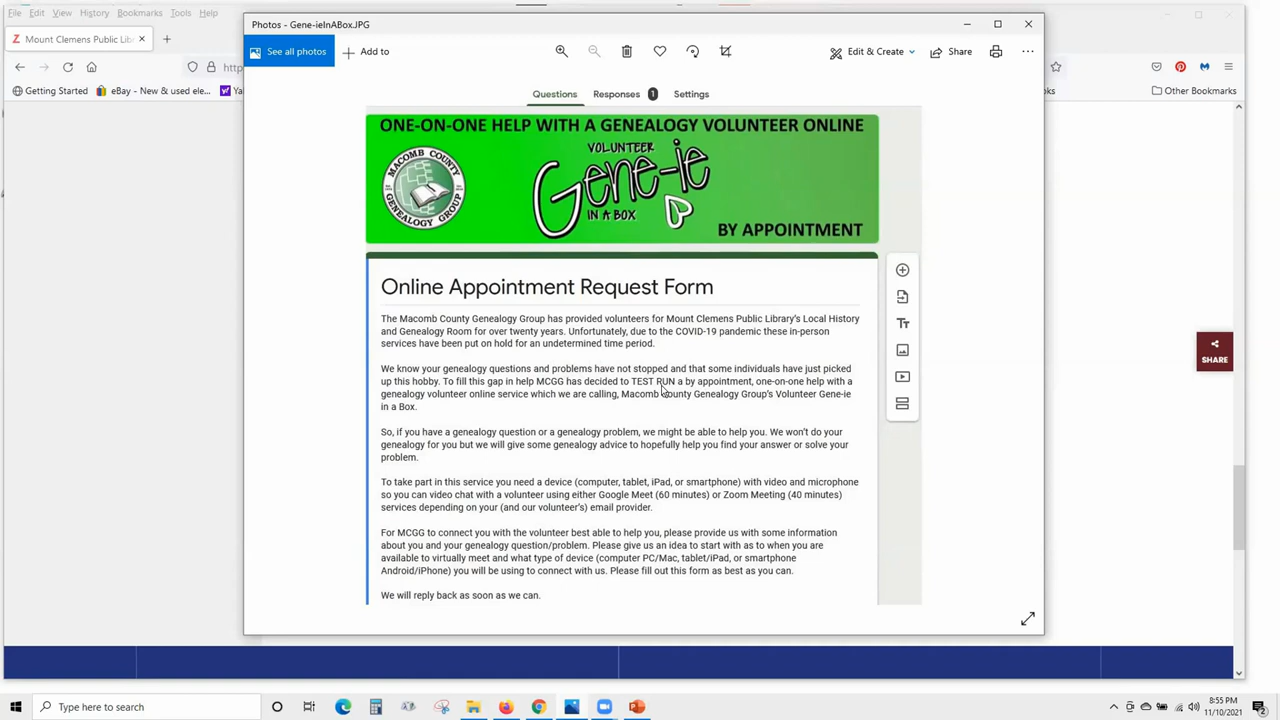 File Edit View History Bookmarks Tools Help
Photos - Gene-ieInABox.JPG
Mount Clemens Public Lib
See all photos
Add to
Edit & Create
Share
http
Getting Started
eBay - New & used ele
Other Bookmarks
Questions
Responses 1
Settings
ONE-ON-ONE HELP WITH A GENEALOGY VOLUNTEER ONLINE
MACOMB COUNTY GENEALOGY GROUP
VOLUNTEER
Gene-ie
IN A BOX
BY APPOINTMENT
Online Appointment Request Form
The Macomb County Genealogy Group has provided volunteers for Mount Clemens Public Library's Local History
and Genealogy Room for over twenty years. Unfortunately, due to the COVID-19 pandemic these in-person
services have been put on hold for an undetermined time period.
We know your genealogy questions and problems have not stopped and that some individuals have just picked
up this hobby. To fill this gap in help MCGG has decided to TEST RUN a by appointment, one-on-one help with a
genealogy volunteer online service which we are calling, Macomb County Genealogy Group's Volunteer Gene-ie
in a Box.
So, if you have a genealogy question or a genealogy problem, we might be able to help you. We won't do your
genealogy for you but we will give some genealogy advice to hopefully help you find your answer or solve your
problem.
To take part in this service you need a device (computer, tablet, iPad, or smartphone) with video and microphone
so you can video chat with a volunteer using either Google Meet (60 minutes) or Zoom Meeting (40 minutes)
services depending on your (and our volunteer's) email provider.
For MCGG to connect you with the volunteer best able to help you, please provide us with some information
about you and your genealogy question/problem. Please give us an idea to start with as to when you are
available to virtually meet and what type of device (computer PC/Mac, tablet/iPad, or smartphone
Android/iPhone) you will be using to connect with us. Please fill out this form as best as you can.
We will reply back as soon as we can.
SHARE
Type here to search
8:55 PM
11/10/2021
2